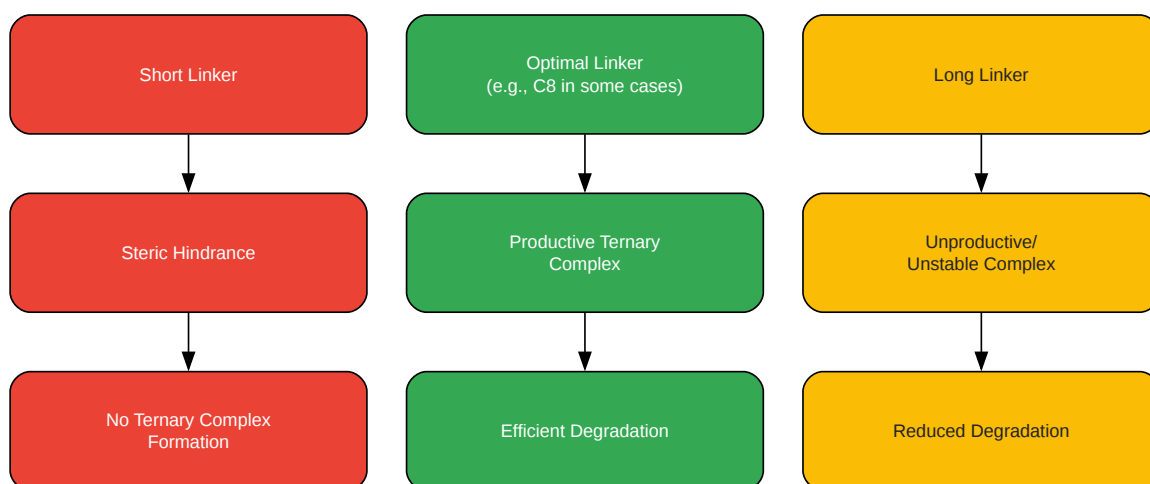 Short Linker
Optimal Linker
(e.g., C8 in some cases)
Long Linker
Steric Hindrance
Productive Ternary
Complex
Unproductive/
Unstable Complex
No Ternary Complex
Formation
Efficient Degradation
Reduced Degradation